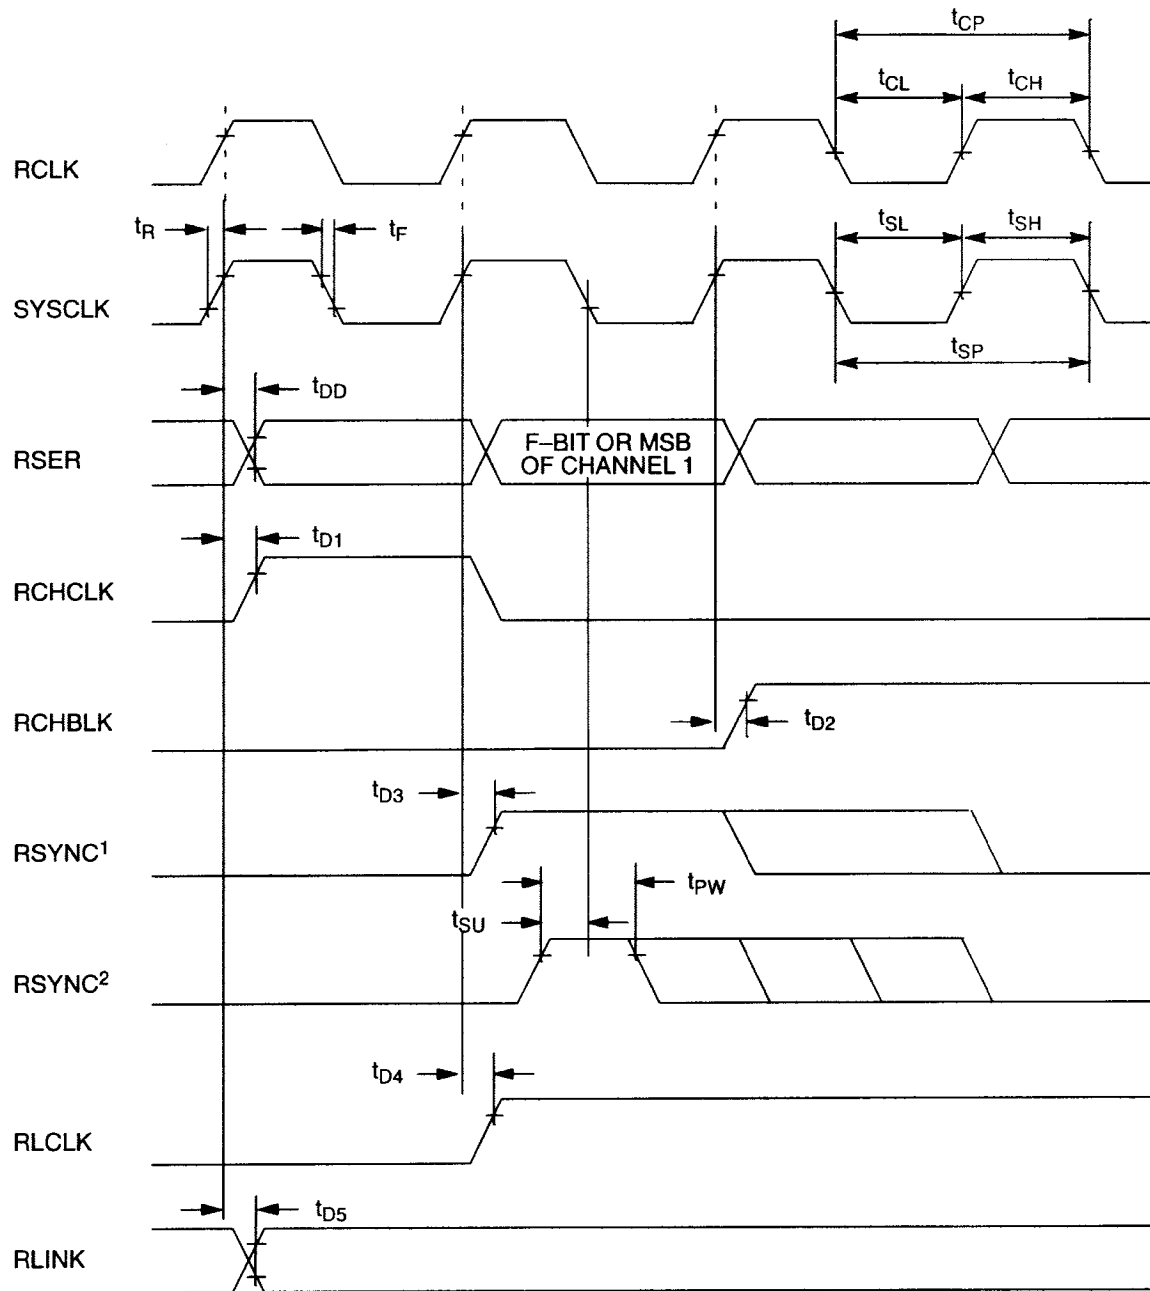 tCP
tCL tCH
RCLK
tR tF tSL tSH
SYSCLK
tSP
tDD
RSER F–BIT OR MSB
OF CHANNEL 1
tD1
RCHCLK
RCHBLK tD2
tD3
RSYNC1
tPW
tSU
RSYNC2
tD4
RLCLK
tD5
RLINK